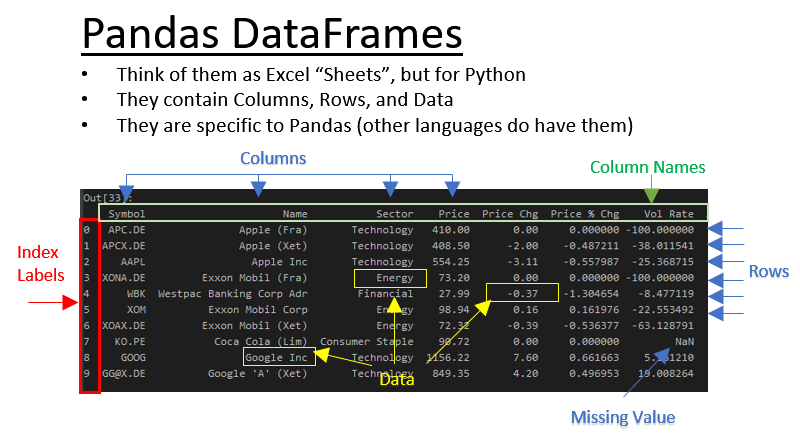 Pandas DataFrames
• Think of them as Excel “Sheets”, but for Python
• They contain Columns, Rows, and Data
• They are specific to Pandas (other languages do have them)
Columns
Column Names
Out[33]:
Symbol Name Sector Price Price Chg Price % Chg Vol Rate
0 APC.DE Apple (Fra) Technology 410.00 0.00 0.000000 -100.000000
1 APCX.DE Apple (Xet) Technology 408.50 -2.00 -0.487211 -38.011541
2 AAPL Apple Inc Technology 554.25 -3.11 -0.557987 -25.368715
3 XONA.DE Exxon Mobil (Fra) Energy 73.20 0.00 0.000000 -100.000000
4 WBK Westpac Banking Corp Adr Financial 27.99 -0.37 -1.304654 -8.477119
5 XOM Exxon Mobil Corp Energy 98.94 0.16 0.161976 -22.553492
6 XOAX.DE Exxon Mobil (Xet) Energy 72.32 -0.39 -0.536377 -63.128791
7 KO.PE Coca Cola (Lim) Consumer Staple 90.72 0.00 0.000000 NaN
8 GOOG Google Inc Technology 1156.22 7.60 0.661663
9 GG@X.DE Google 'A' (Xet) Technology 849.35 4.20 0.496953 19.008264
Index
Labels
Rows
Data
Missing Value